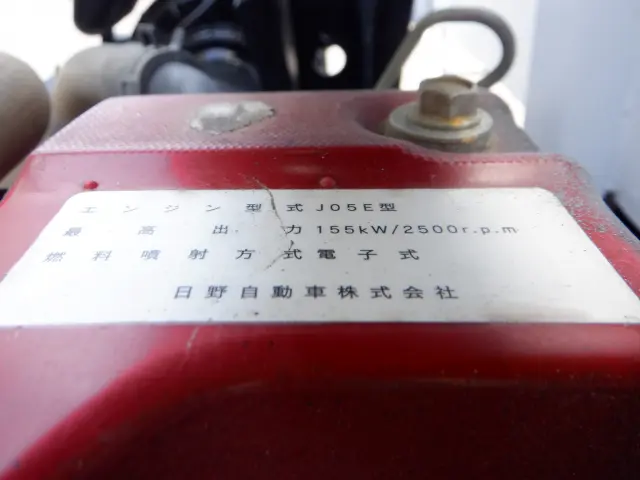 エンジン型式J05E型
最高出力155kW/2500r.p.m
燃料噴射方式電子式
日野自動車株式会社